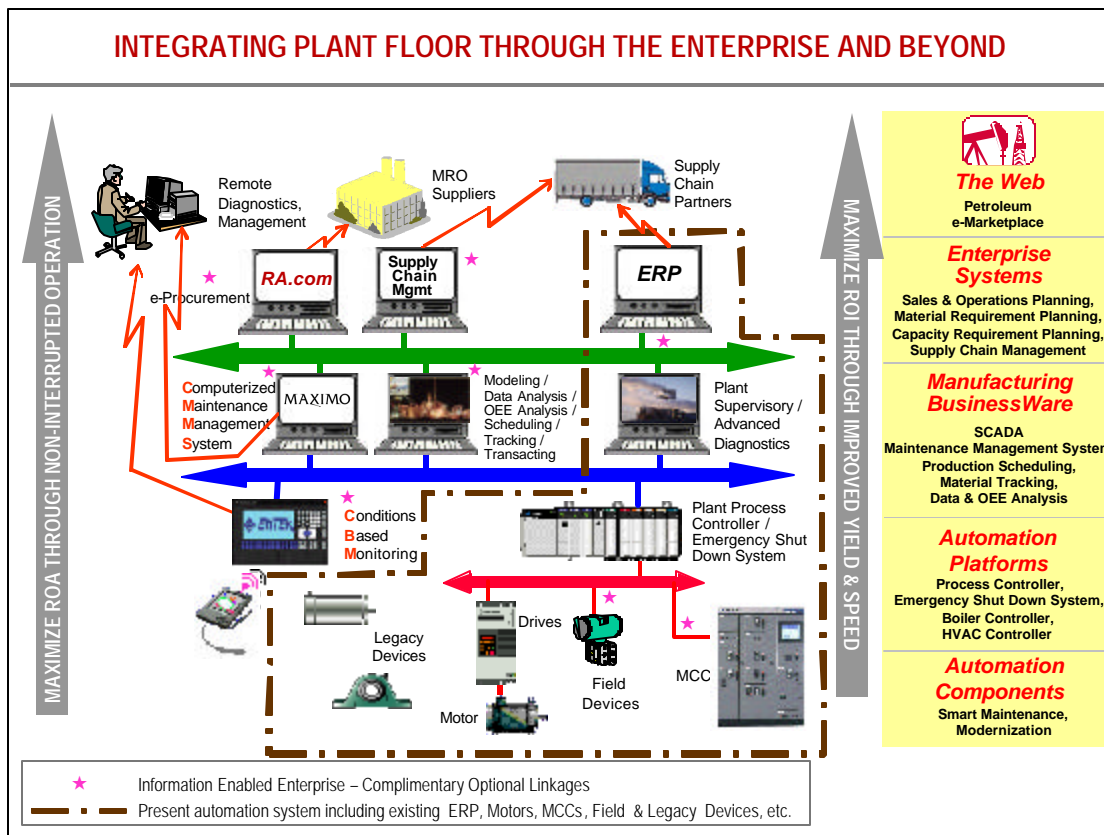 INTEGRATING PLANT FLOOR THROUGH THE ENTERPRISE AND BEYOND
MAXIMIZE ROA THROUGH NON-INTERRUPTED OPERATION
Remote
Diagnostics,
Management
MRO
Suppliers
Supply
Chain
Partners
e-Procurement
RA.com
Supply
Chain
Mgmt
ERP
Computerized
Maintenance
Management
System
MAXIMO
Modeling /
Data Analysis /
OEE Analysis /
Scheduling /
Tracking /
Transacting
Plant
Supervisory /
Advanced
Diagnostics
ENTEK
Conditions
Based
Monitoring
Plant Process
Controller /
Emergency Shut
Down System
Legacy
Devices
Drives
Motor
Field
Devices
MCC
MAXIMIZE ROI THROUGH IMPROVED YIELD & SPEED
The Web
Petroleum
e-Marketplace
Enterprise
Systems
Sales & Operations Planning,
Material Requirement Planning,
Capacity Requirement Planning,
Supply Chain Management
Manufacturing
BusinessWare
SCADA
Maintenance Management System
Production Scheduling,
Material Tracking,
Data & OEE Analysis
Automation
Platforms
Process Controller,
Emergency Shut Down System,
Boiler Controller,
HVAC Controller
Automation
Components
Smart Maintenance,
Modernization
Information Enabled Enterprise – Complimentary Optional Linkages
Present automation system including existing ERP, Motors, MCCs, Field & Legacy Devices, etc.